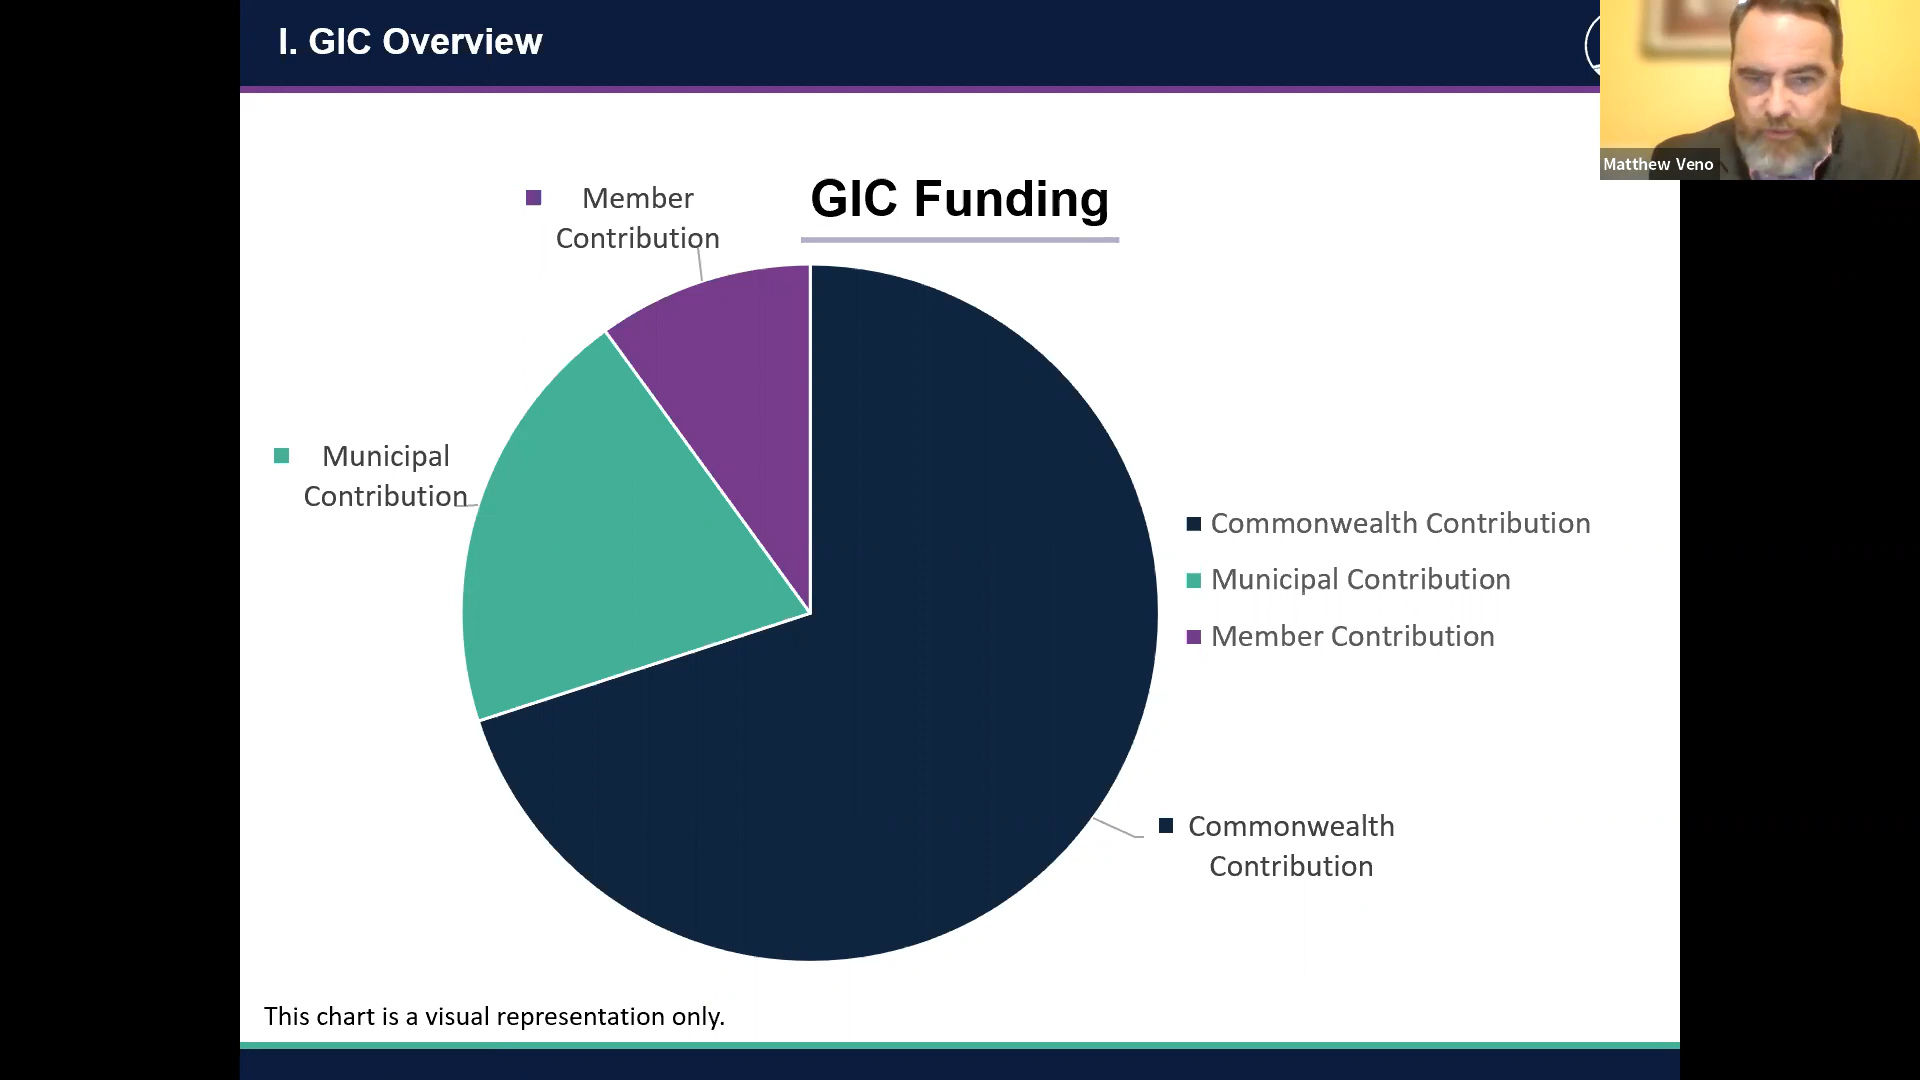 I. GIC Overview
Matthew Veno
GIC Funding
Member
Contribution
Municipal
Contribution
Commonwealth Contribution
Municipal Contribution
Member Contribution
Commonwealth
Contribution
This chart is a visual representation only.